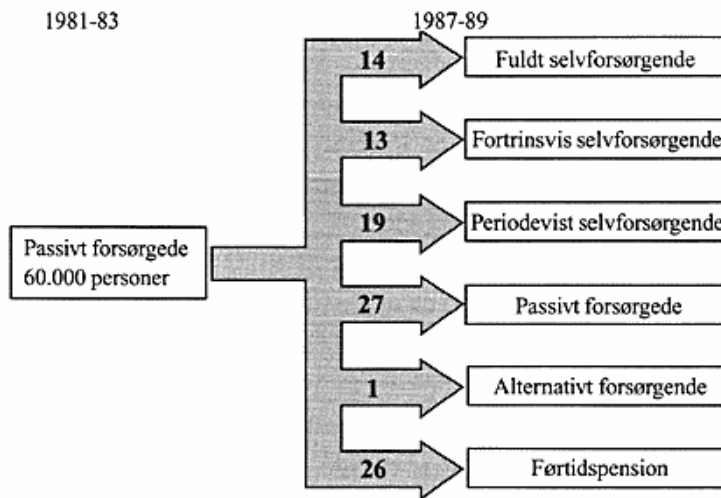 1981-83
1987-89
14
Fuldt selvforsørgende
13
Fortrinsvis selvforsørgende
19
Periodevist selvforsørgende
Passivt forsørgede
60.000 personer
27
Passivt forsørgede
1
Alternativt forsørgende
26
Førtidspension